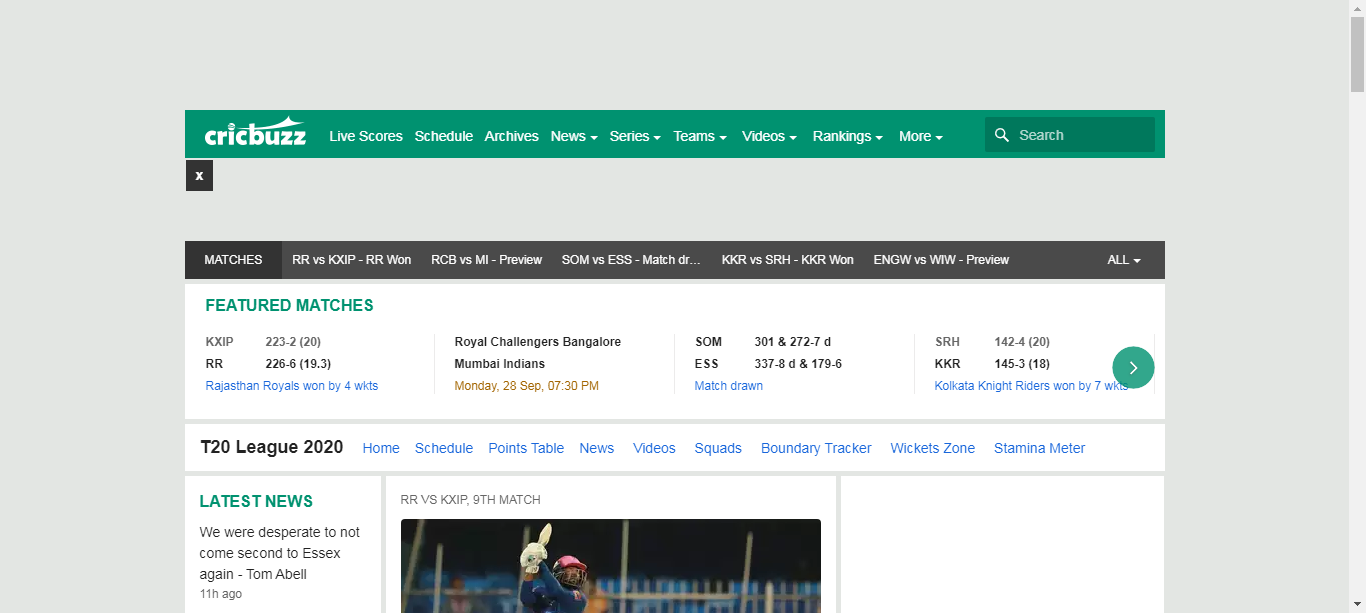 cricbuzz Live Scores Schedule Archives News Series Teams Videos Rankings More Search
x
MATCHES RR vs KXIP - RR Won RCB vs MI - Preview SOM vs ESS - Match dr... KKR vs SRH - KKR Won ENGW vs WIW - Preview ALL
FEATURED MATCHES
KXIP 223-2 (20) Royal Challengers Bangalore SOM 301 & 272-7 d SRH 142-4 (20)
RR 226-6 (19.3) Mumbai Indians ESS 337-8 d & 179-6 KKR 145-3 (18)
Rajasthan Royals won by 4 wkts Monday, 28 Sep, 07:30 PM Match drawn Kolkata Knight Riders won by 7 wkts
T20 League 2020 Home Schedule Points Table News Videos Squads Boundary Tracker Wickets Zone Stamina Meter
LATEST NEWS
We were desperate to not
come second to Essex
again - Tom Abell
11h ago
RR VS KXIP, 9TH MATCH